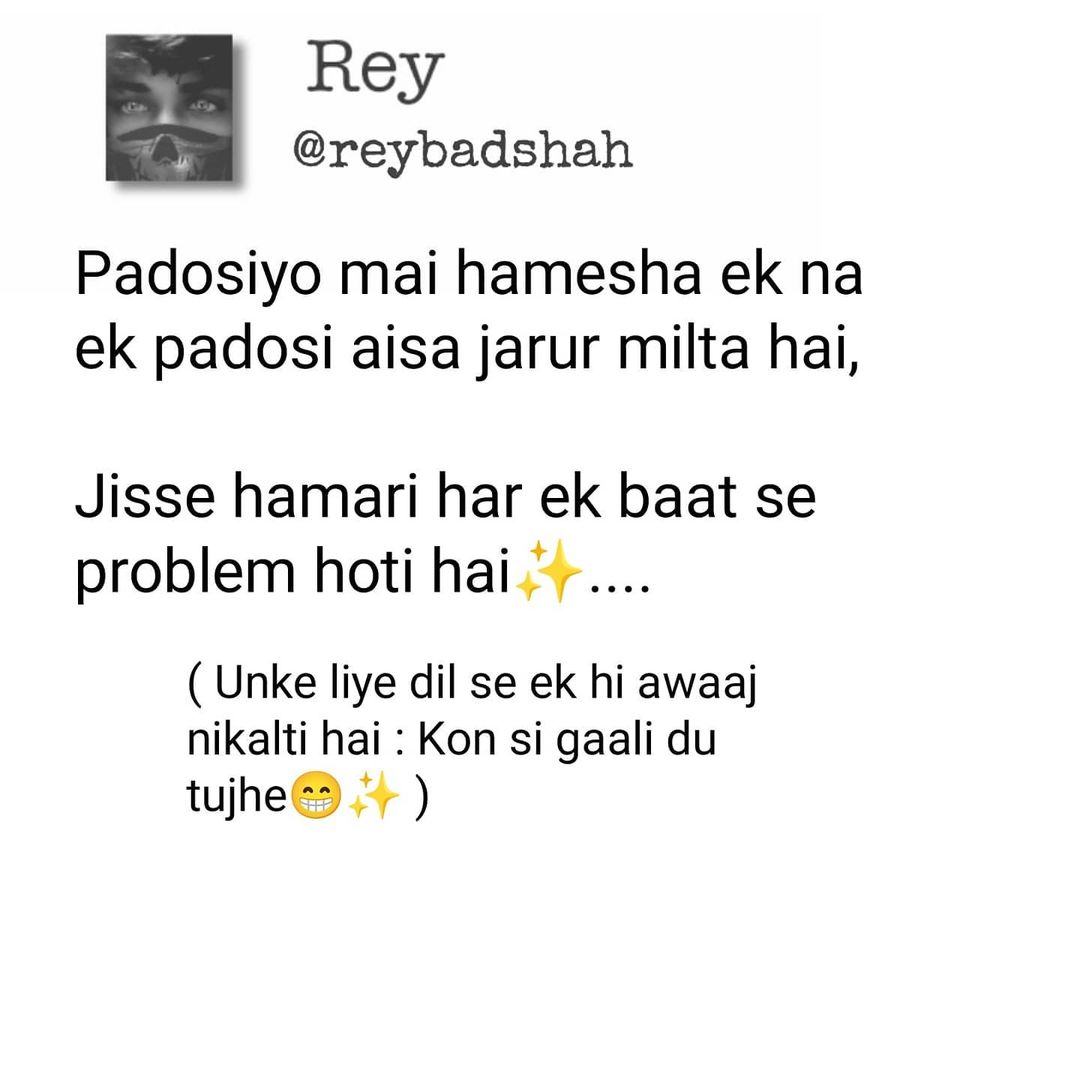 Rey
@reybadshah
Padosiyo mai hamesha ek na
ek padosi aisa jarur milta hai,
Jisse hamari har ek baat se
problem hoti hai✨....
( Unke liye dil se ek hi awaaj
nikalti hai : Kon si gaali du
tujhe😁✨ )